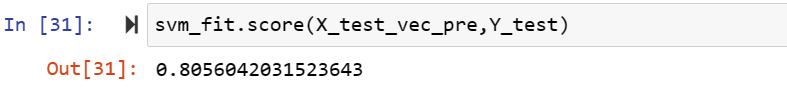 In [31]: svm_fit.score(X_test_vec_pre,Y_test)
Out[31]: 0.8056042031523643